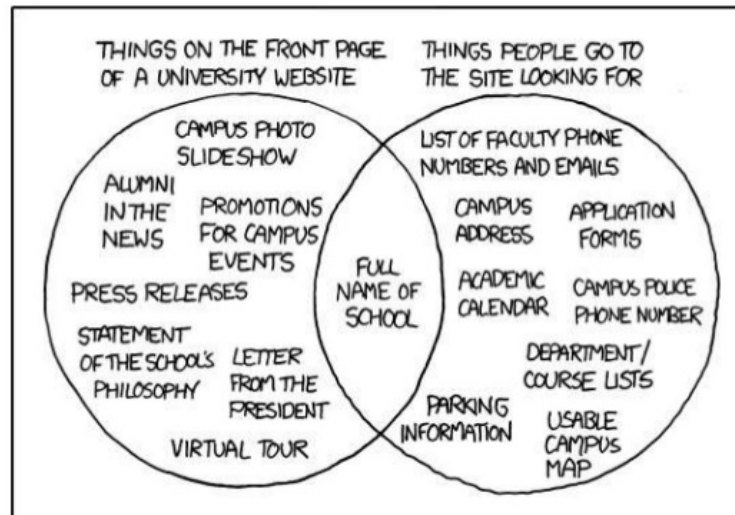 THINGS ON THE FRONT PAGE
OF A UNIVERSITY WEBSITE
THINGS PEOPLE GO TO
THE SITE LOOKING FOR
CAMPUS PHOTO
SLIDESHOW
ALUMNI
IN THE
NEWS
PROMOTIONS
FOR CAMPUS
EVENTS
PRESS RELEASES
STATEMENT
OF THE SCHOOL'S
PHILOSOPHY
LETTER
FROM THE
PRESIDENT
VIRTUAL TOUR
FULL
NAME OF
SCHOOL
LIST OF FACULTY PHONE
NUMBERS AND EMAILS
CAMPUS
ADDRESS
APPLICATION
FORMS
ACADEMIC
CALENDAR
CAMPUS POLICE
PHONE NUMBER
DEPARTMENT/
COURSE LISTS
PARKING
INFORMATION
USABLE
CAMPUS
MAP